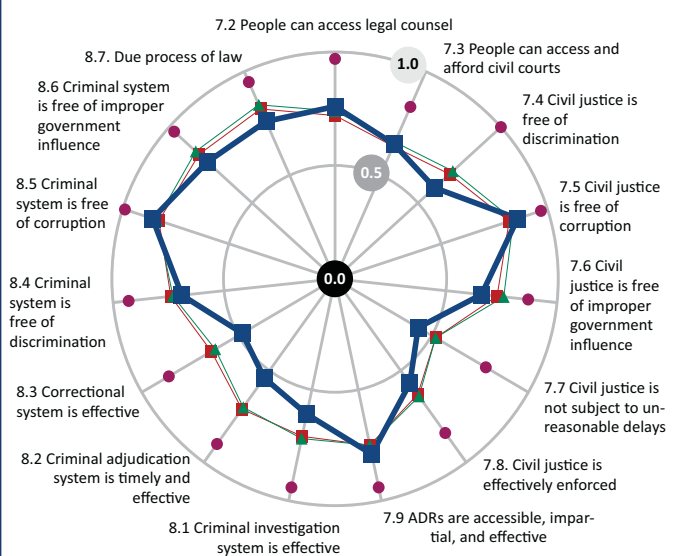 7.2 People can access legal counsel
7.3 People can access and
afford civil courts
1.0
7.4 Civil justice is
free of
discrimination
0.5
7.5 Civil justice
is free of
corruption
7.6 Civil
justice is free
of improper
government
influence
0.0
7.7 Civil justice is
not subject to un-
reasonable delays
7.8. Civil justice is
effectively enforced
7.9 ADRs are accessible, impar-
tial, and effective
8.1 Criminal investigation
system is effective
8.2 Criminal adjudication
system is timely and
effective
8.3 Correctional
system is effective
8.4 Criminal
system is
free of
discrimination
8.5 Criminal
system is free
of corruption
8.6 Criminal system
is free of improper
government
influence
8.7. Due process of law